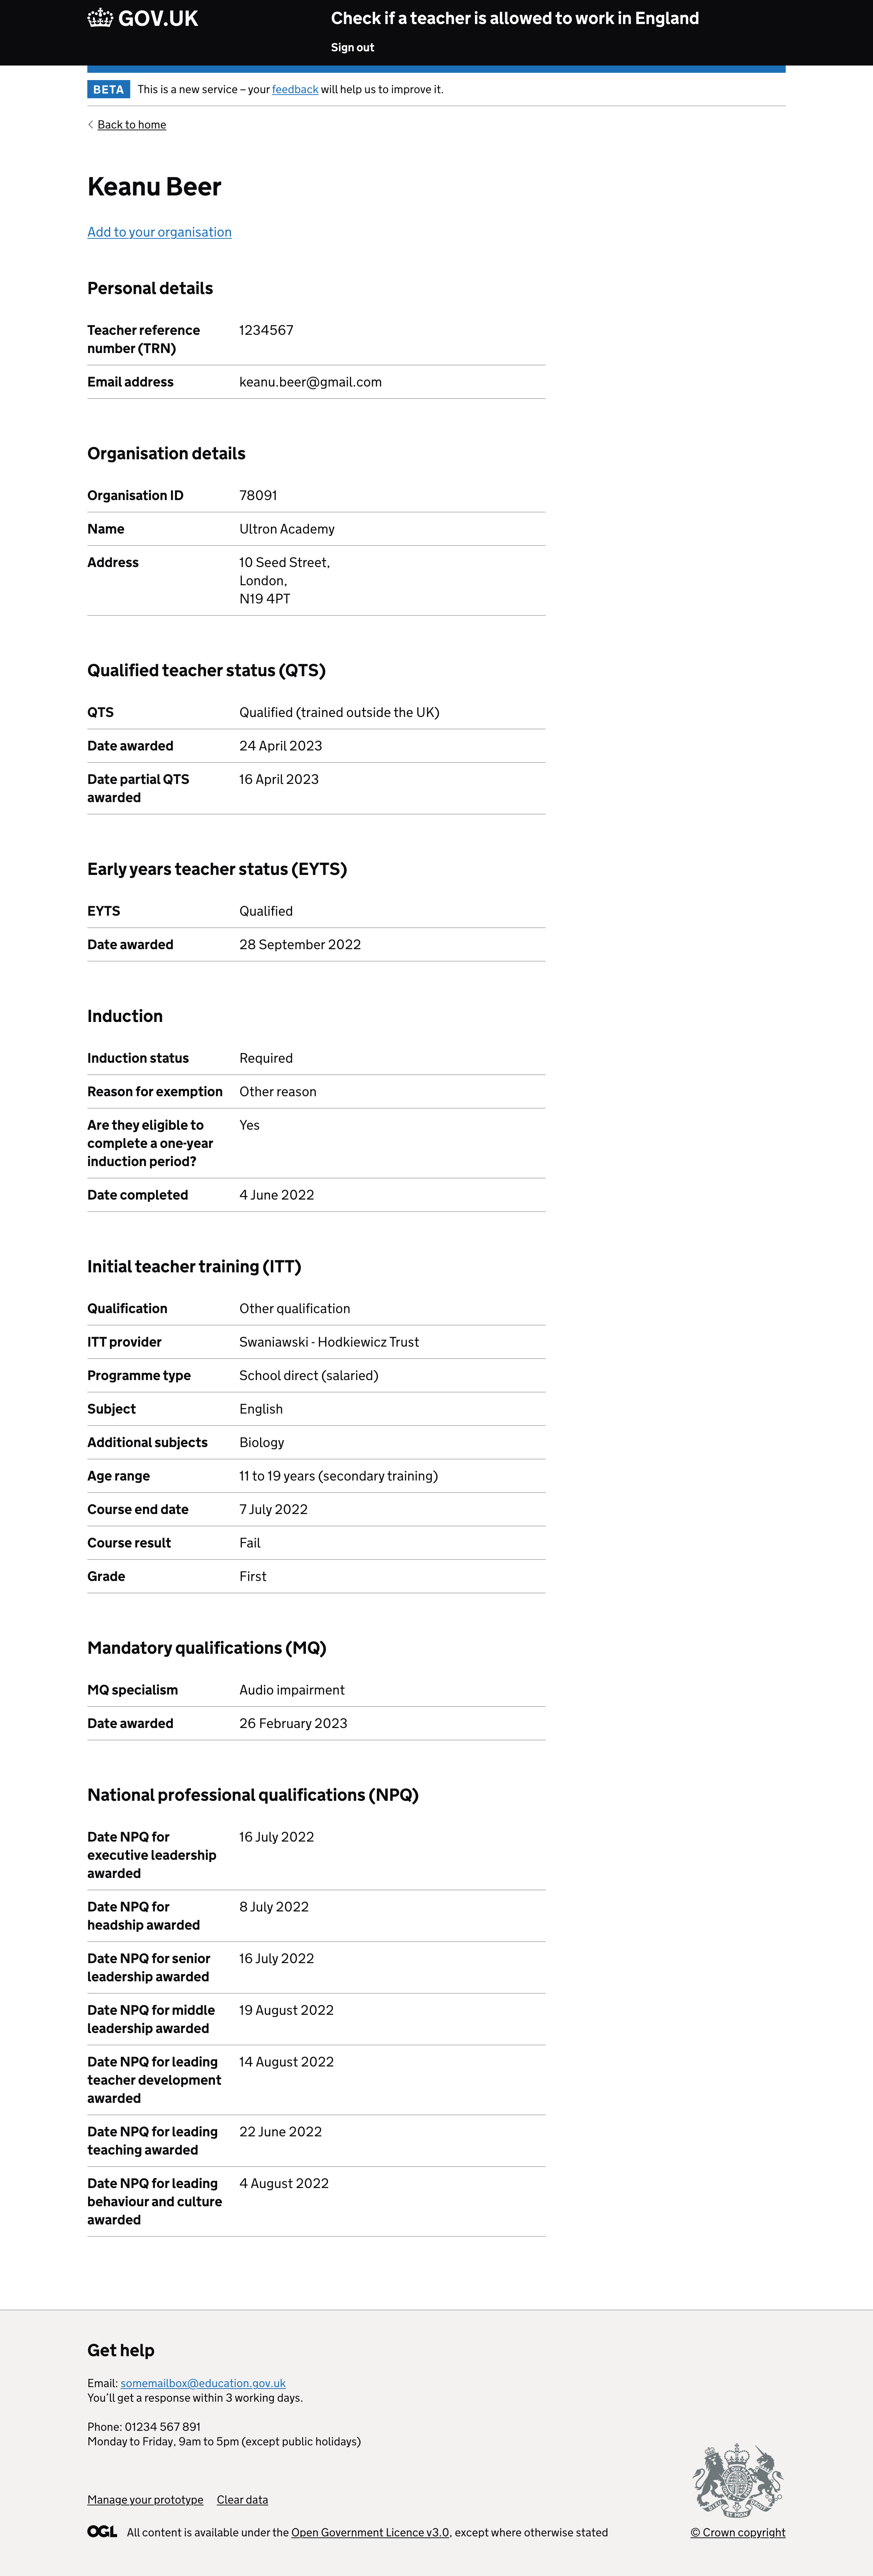 GOV.UK
Check if a teacher is allowed to work in England
Sign out
BETA
This is a new service – your feedback will help us to improve it.
Back to home
Keanu Beer
Add to your organisation
Personal details
Teacher reference
number (TRN)
1234567
Email address
keanu.beer@gmail.com
Organisation details
Organisation ID
78091
Name
Ultron Academy
Address
10 Seed Street,
London,
N19 4PT
Qualified teacher status (QTS)
QTS
Qualified (trained outside the UK)
Date awarded
24 April 2023
Date partial QTS
awarded
16 April 2023
Early years teacher status (EYTS)
EYTS
Qualified
Date awarded
28 September 2022
Induction
Induction status
Required
Reason for exemption
Other reason
Are they eligible to
complete a one-year
induction period?
Yes
Date completed
4 June 2022
Initial teacher training (ITT)
Qualification
Other qualification
ITT provider
Swaniawski - Hodkiewicz Trust
Programme type
School direct (salaried)
Subject
English
Additional subjects
Biology
Age range
11 to 19 years (secondary training)
Course end date
7 July 2022
Course result
Fail
Grade
First
Mandatory qualifications (MQ)
MQ specialism
Audio impairment
Date awarded
26 February 2023
National professional qualifications (NPQ)
Date NPQ for
executive leadership
awarded
16 July 2022
Date NPQ for
headship awarded
8 July 2022
Date NPQ for senior
leadership awarded
16 July 2022
Date NPQ for middle
leadership awarded
19 August 2022
Date NPQ for leading
teacher development
awarded
14 August 2022
Date NPQ for leading
teaching awarded
22 June 2022
Date NPQ for leading
behaviour and culture
awarded
4 August 2022
Get help
Email: somemailbox@education.gov.uk
You’ll get a response within 3 working days.
Phone: 01234 567 891
Monday to Friday, 9am to 5pm (except public holidays)
Manage your prototype
Clear data
OGL
All content is available under the Open Government Licence v3.0, except where otherwise stated
© Crown copyright